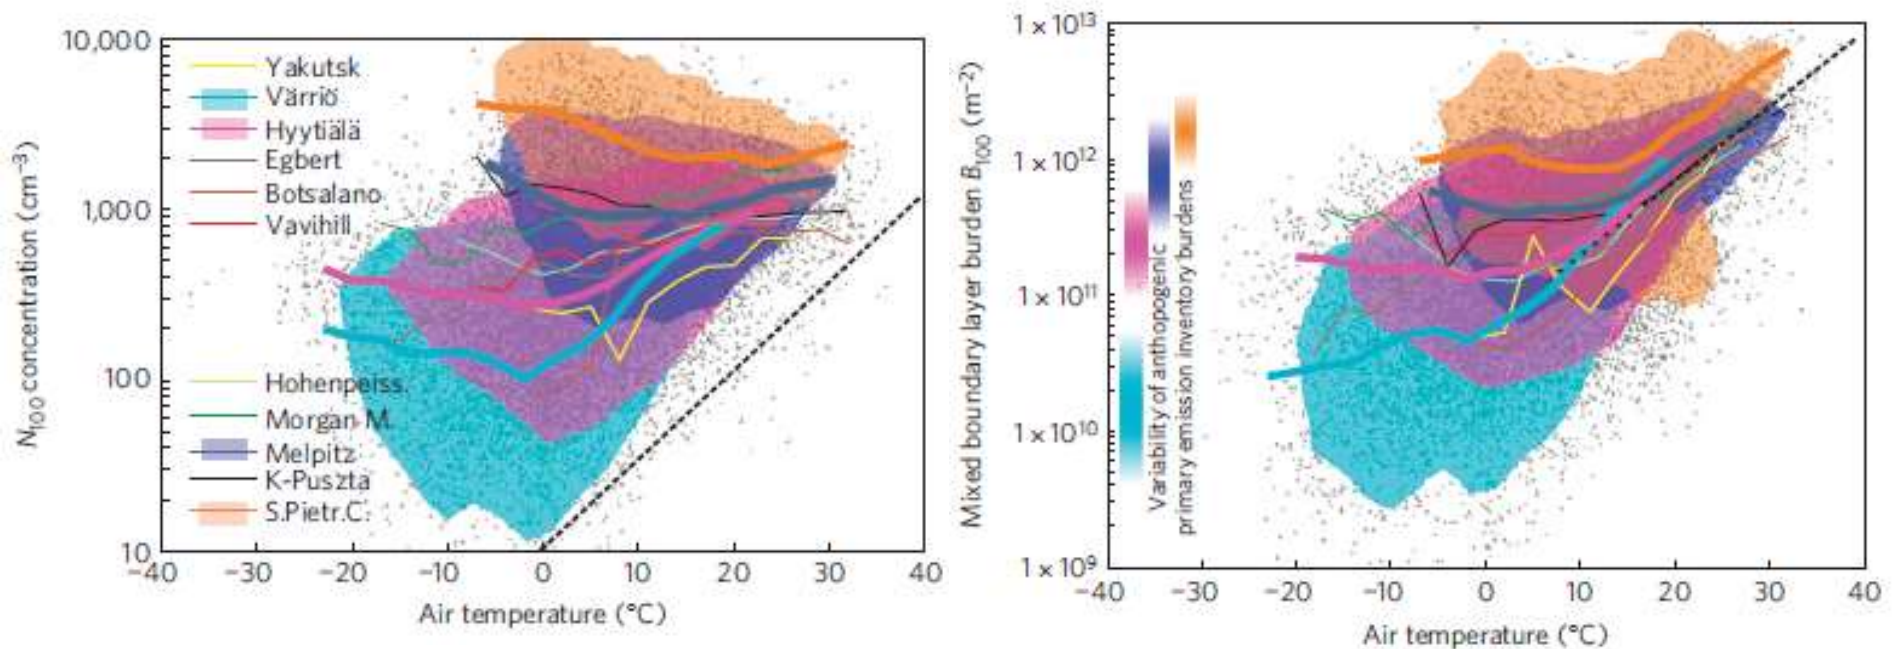 10,000
1,000
100
10
N100 concentration (cm−3)
Yakutsk
Värriö
Hyytiälä
Egbert
Botsalano
Vavihill
Hohenpeiss.
Morgan M.
Melpitz
K-Puszta
S.Pietr.C.
−40 −30 −20 −10 0 10 20 30 40
Air temperature (°C)
1 × 10¹³
1 × 10¹²
1 × 10¹¹
1 × 10¹⁰
1 × 10⁹
Mixed boundary layer burden B100 (m−2)
Variability of anthopogenic
primary emission inventory burdens
−40 −30 −20 −10 0 10 20 30 40
Air temperature (°C)